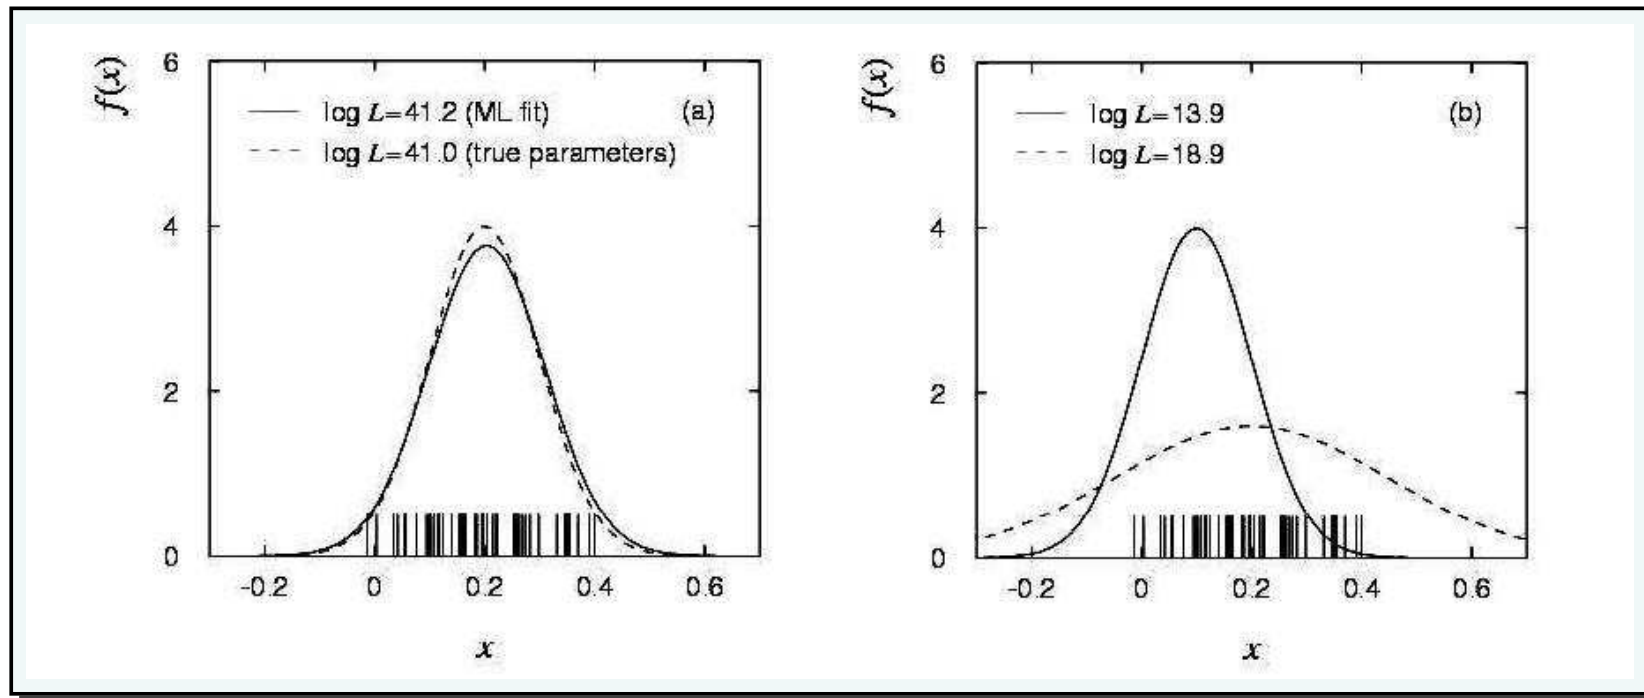 f(x)
6
4
2
0
log L=41.2 (ML fit)
log L=41.0 (true parameters)
(a)
-0.2 0 0.2 0.4 0.6
x
f(x)
6
4
2
0
log L=13.9
log L=18.9
(b)
-0.2 0 0.2 0.4 0.6
x